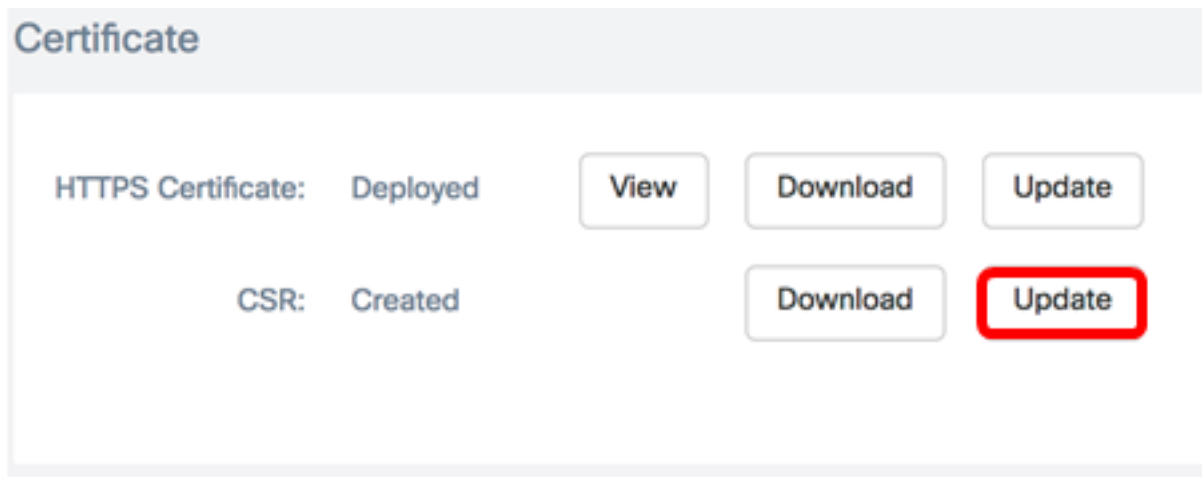 Certificate
HTTPS Certificate: Deployed View Download Update
CSR: Created Download Update